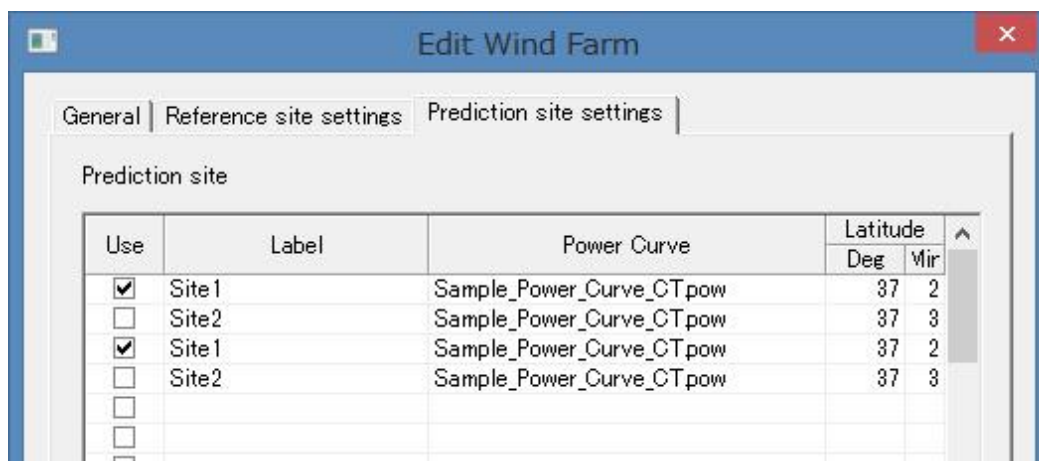 Edit Wind Farm
General Reference site settings Prediction site settings
Prediction site
Use Label Power Curve Latitude
Deg Min
Site1 Sample_Power_Curve_CT.pow 37 2
Site2 Sample_Power_Curve_CT.pow 37 3
Site1 Sample_Power_Curve_CT.pow 37 2
Site2 Sample_Power_Curve_CT.pow 37 3